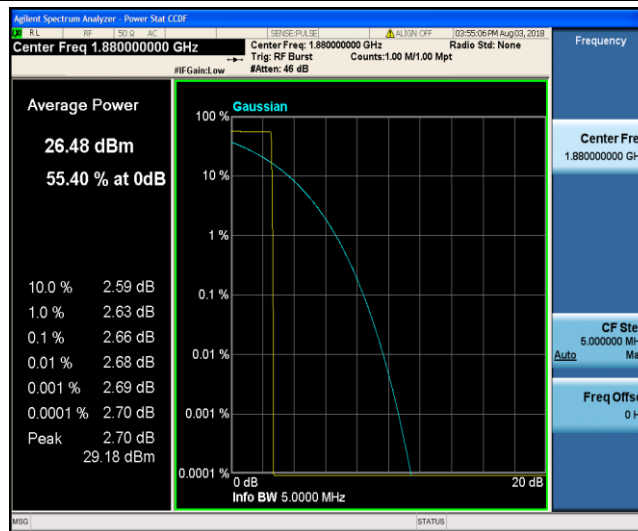 Agilent Spectrum Analyzer - Power Stat CCDF
RL RF 50 Ω AC SENSE:PULSE ALIGN OFF 03:55:06 PM Aug 03, 2018
Center Freq 1.880000000 GHz
Center Freq: 1.880000000 GHz Radio Std: None
Trig: RF Burst Counts:1.00 M/1.00 Mpt
#IFGain:Low #Atten: 46 dB
Frequency
Average Power
26.48 dBm
55.40 % at 0dB
10.0 % 2.59 dB
1.0 % 2.63 dB
0.1 % 2.66 dB
0.01 % 2.68 dB
0.001 % 2.69 dB
0.0001 % 2.70 dB
Peak 2.70 dB
29.18 dBm
Gaussian
100 %
10 %
1 %
0.1 %
0.01 %
0.001 %
0.0001 %
0 dB 20 dB
Info BW 5.0000 MHz
Center Fre
1.880000000 GH
CF Ste
5.000000 MH
Auto Ma
Freq Offse
0 H
MSG STATUS